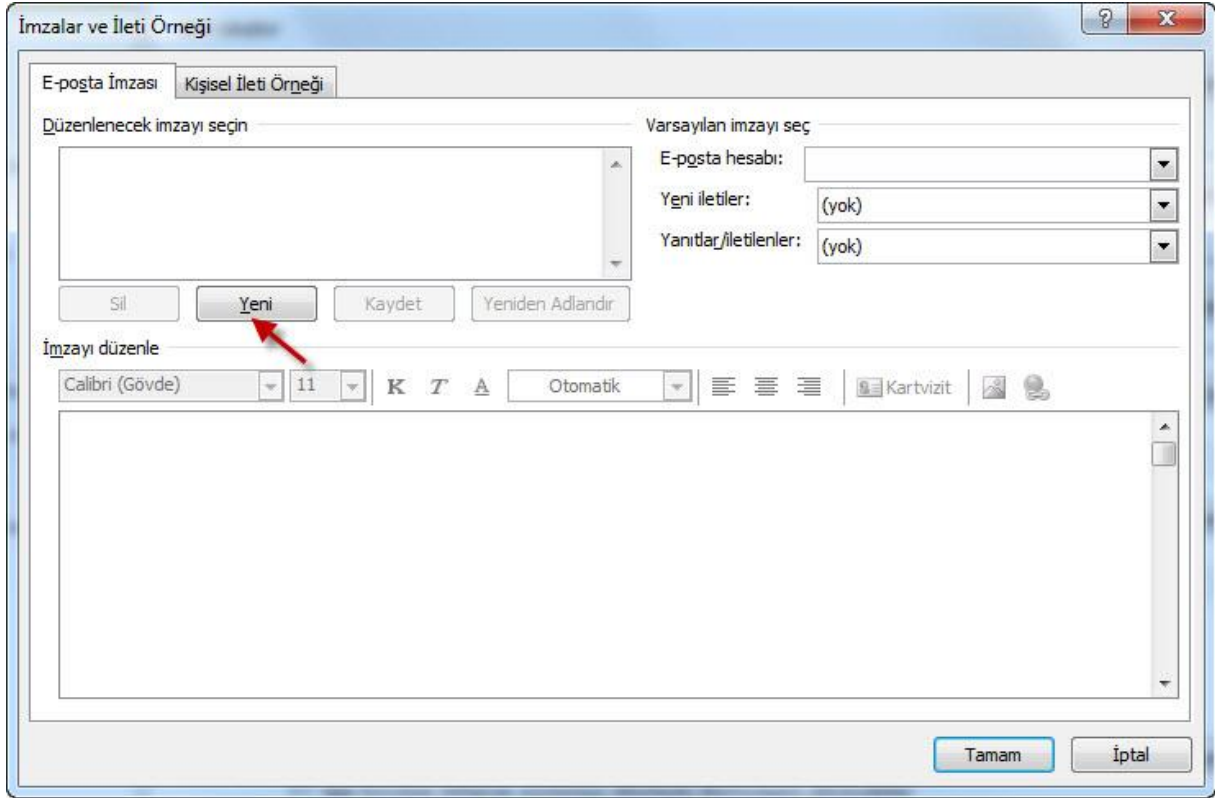 İmzalar ve İleti Örneği
E-posta İmzası Kişisel İleti Örneği
Düzenlenecek imzayı seçin
Varsayılan imzayı seç
E-posta hesabı:
Yeni iletiler: (yok)
Yanıtlar/iletilenler: (yok)
Sil Yeni Kaydet Yeniden Adlandır
İmzayı düzenle
Calibri (Gövde) 11 K T A Otomatik Kartvizit
Tamam İptal